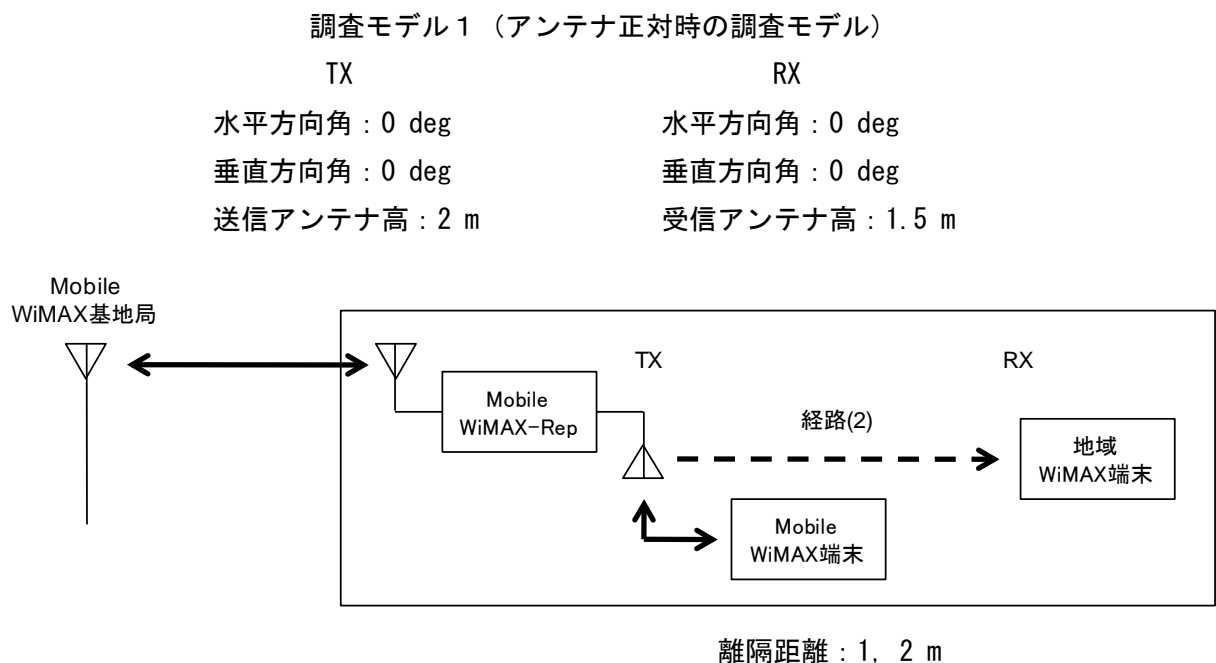 調査モデル１（アンテナ正対時の調査モデル）
TX RX
水平方向角：0 deg 水平方向角：0 deg
垂直方向角：0 deg 垂直方向角：0 deg
送信アンテナ高：2 m 受信アンテナ高：1.5 m
Mobile
WiMAX基地局
TX RX
Mobile
WiMAX-Rep
経路(2)
地域
WiMAX端末
Mobile
WiMAX端末
離隔距離：1, 2 m